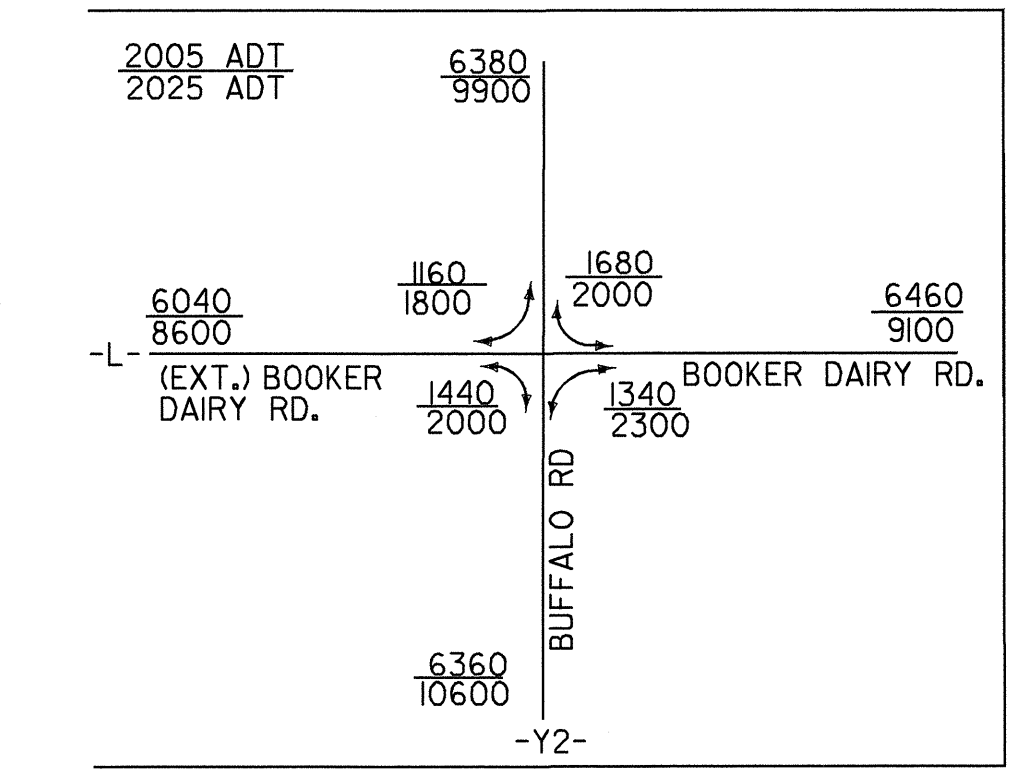 2005 ADT
2025 ADT
6380
9900
1160
1800
1680
2000
6040
8600
6460
9100
-L-
(EXT.) BOOKER
DAIRY RD.
BOOKER DAIRY RD.
1440
2000
1340
2300
BUFFALO RD
6360
10600
-Y2-